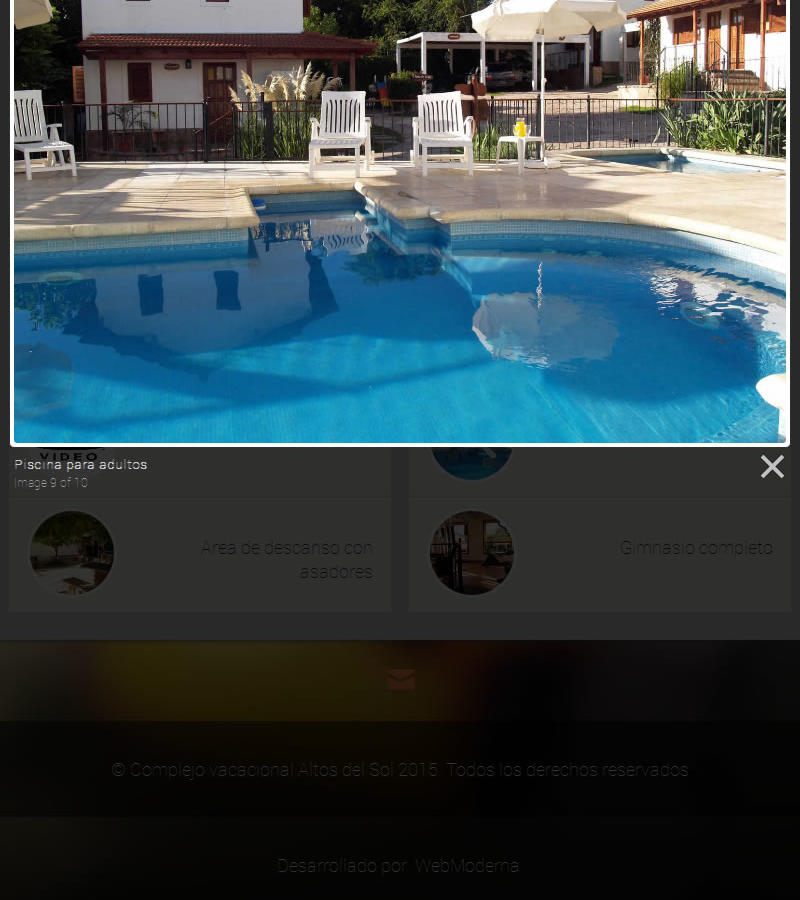 VIDEO
Piscina para adultos
Image 9 of 10
Area de descanso con
asadores
Gimnasio completo
© Complejo vacacional Altos del Sol 2015. Todos los derechos reservados
Desarrollado por WebModerna